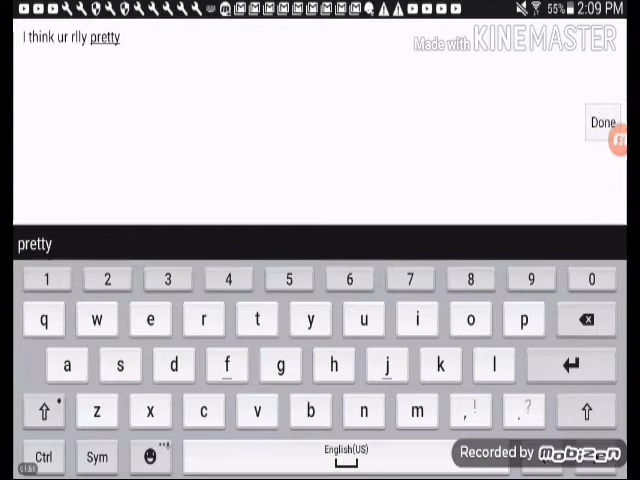 55% 2:09 PM
I think ur rlly pretty
Made with KINEMASTER
Done
pretty
1 2 3 4 5 6 7 8 9 0
q w e r t y u i o p
a s d f g h j k l
z x c v b n m , ! . ?
Ctrl Sym English(US)
Recorded by mobizen